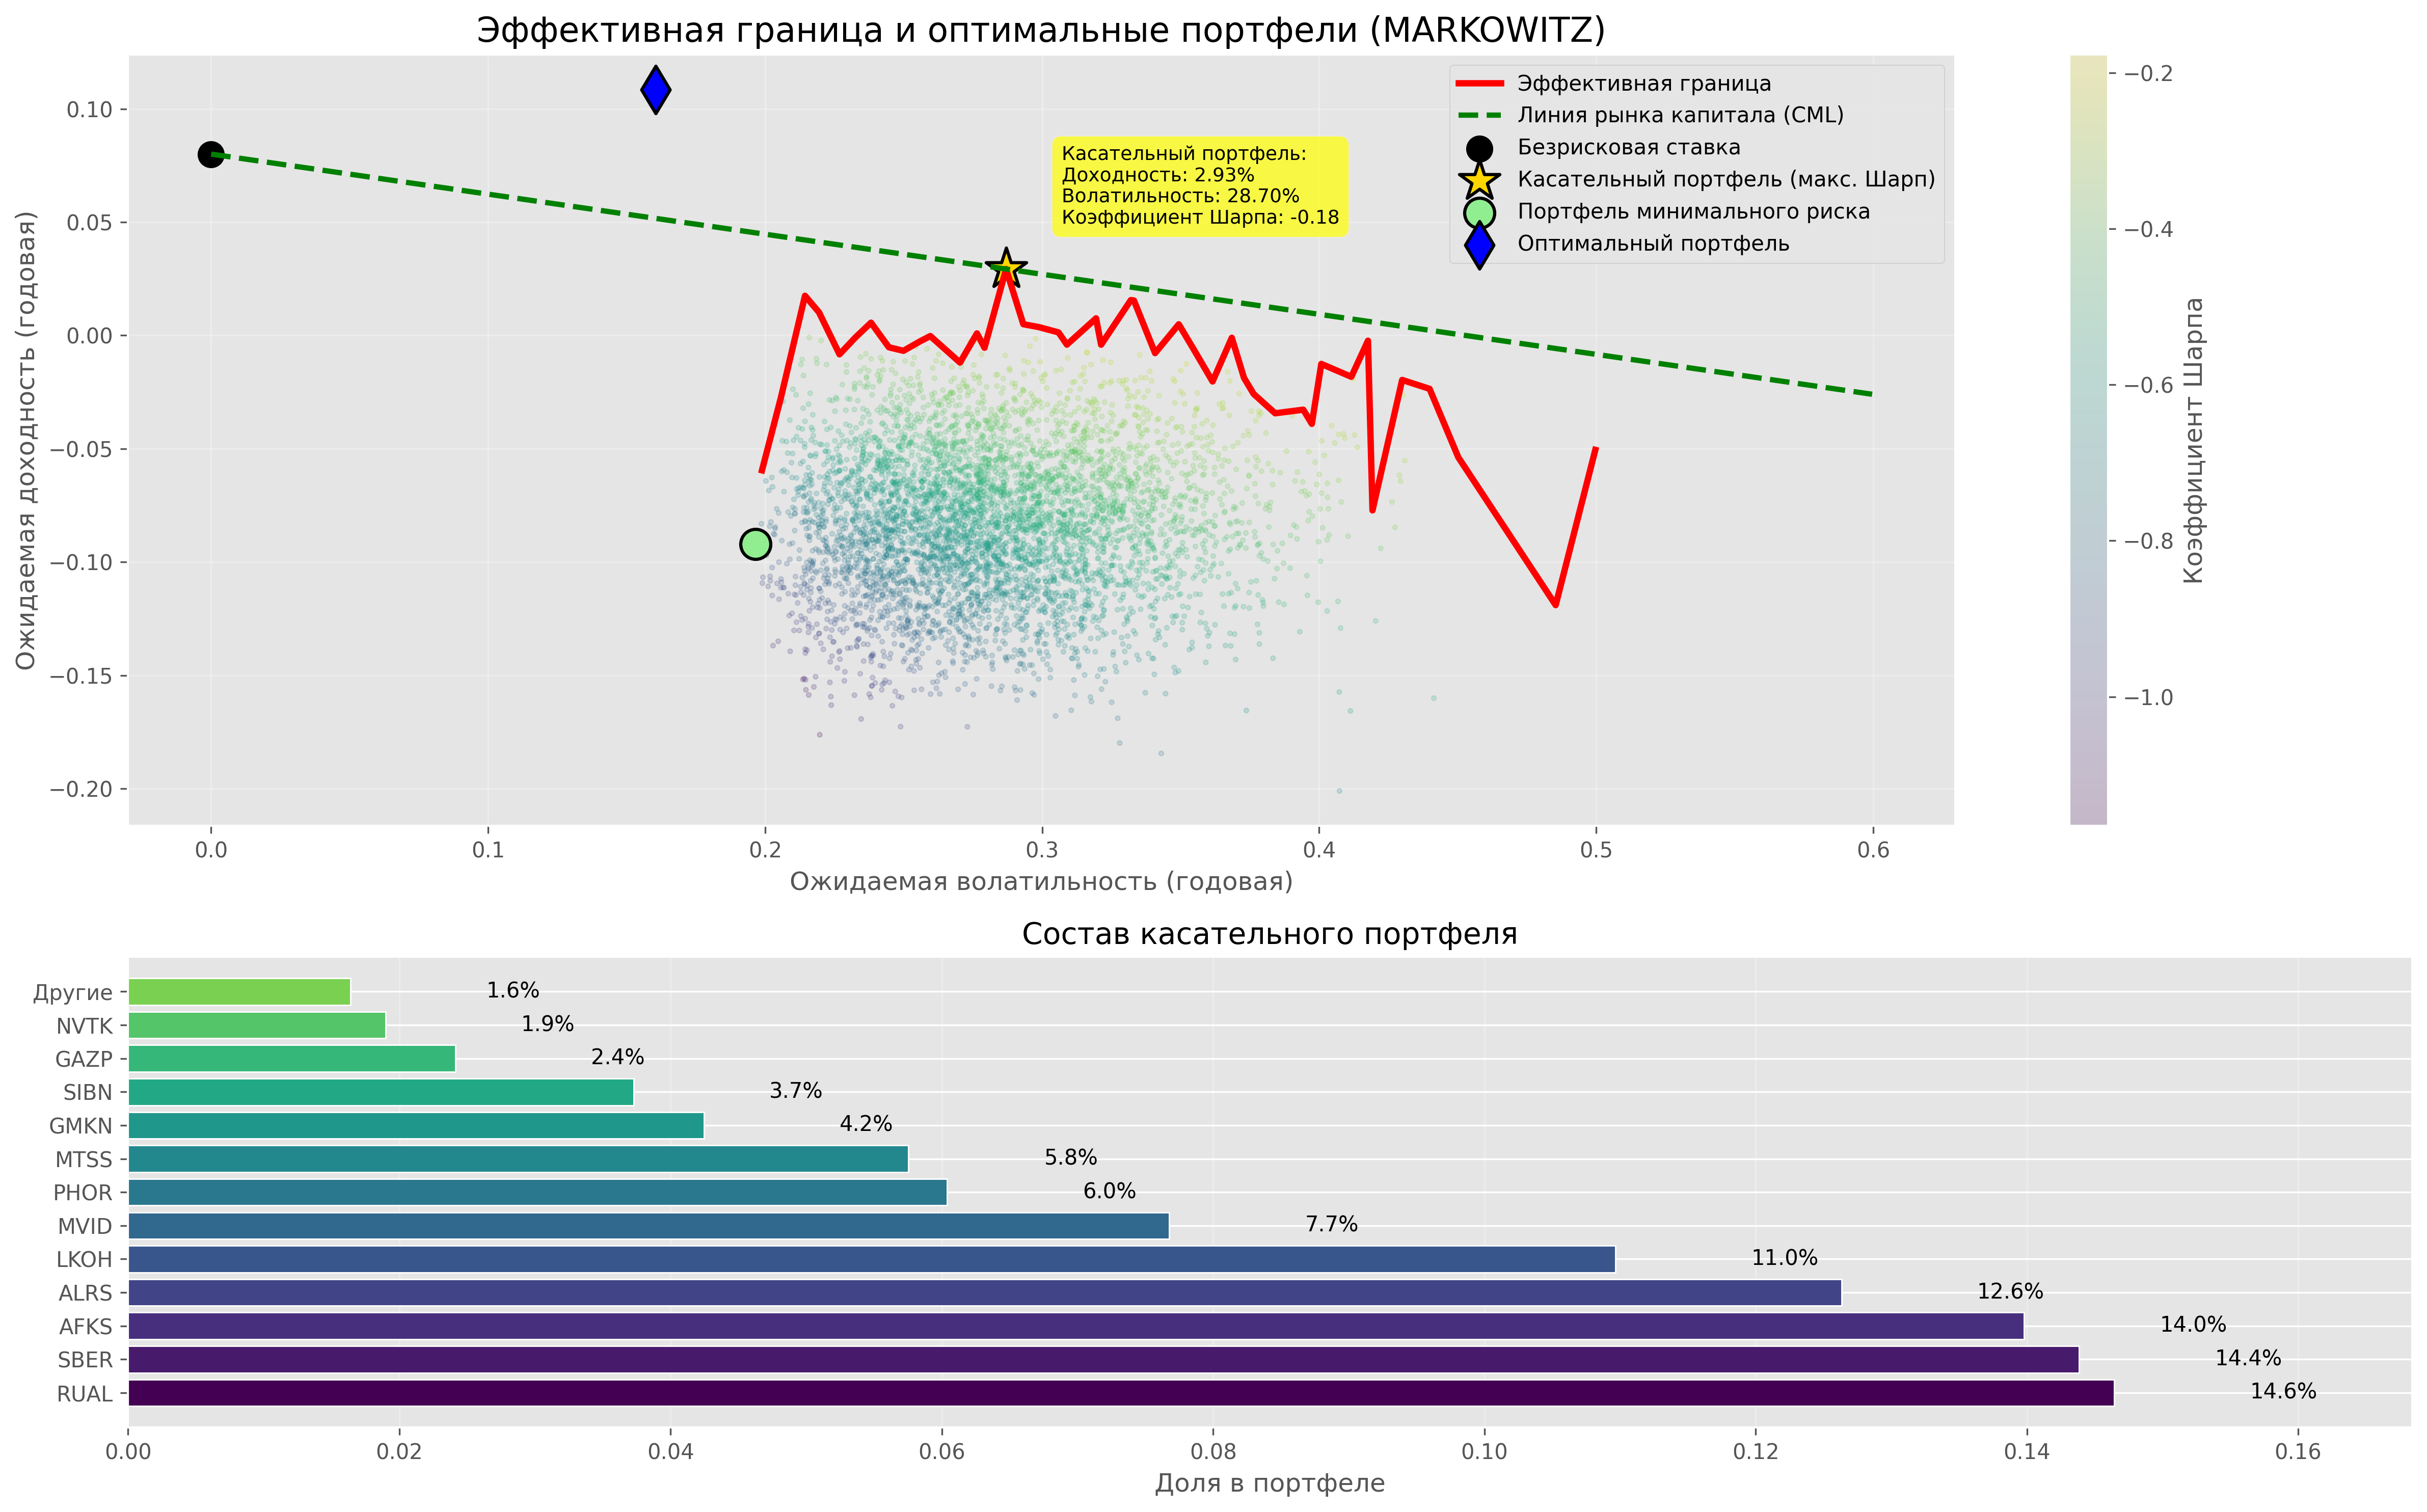 Эффективная граница и оптимальные портфели (MARKOWITZ)
Эффективная граница
Линия рынка капитала (CML)
Безрисковая ставка
Касательный портфель (макс. Шарп)
Портфель минимального риска
Оптимальный портфель
Касательный портфель:
Доходность: 2.93%
Волатильность: 28.70%
Коэффициент Шарпа: -0.18
Ожидаемая доходность (годовая)
0.10
0.05
0.00
−0.05
−0.10
−0.15
−0.20
0.0
0.1
0.2
0.3
0.4
0.5
0.6
Ожидаемая волатильность (годовая)
−0.2
−0.4
−0.6
−0.8
−1.0
Коэффициент Шарпа
Состав касательного портфеля
Другие 1.6%
NVTK 1.9%
GAZP 2.4%
SIBN 3.7%
GMKN 4.2%
MTSS 5.8%
PHOR 6.0%
MVID 7.7%
LKOH 11.0%
ALRS 12.6%
AFKS 14.0%
SBER 14.4%
RUAL 14.6%
0.00
0.02
0.04
0.06
0.08
0.10
0.12
0.14
0.16
Доля в портфеле